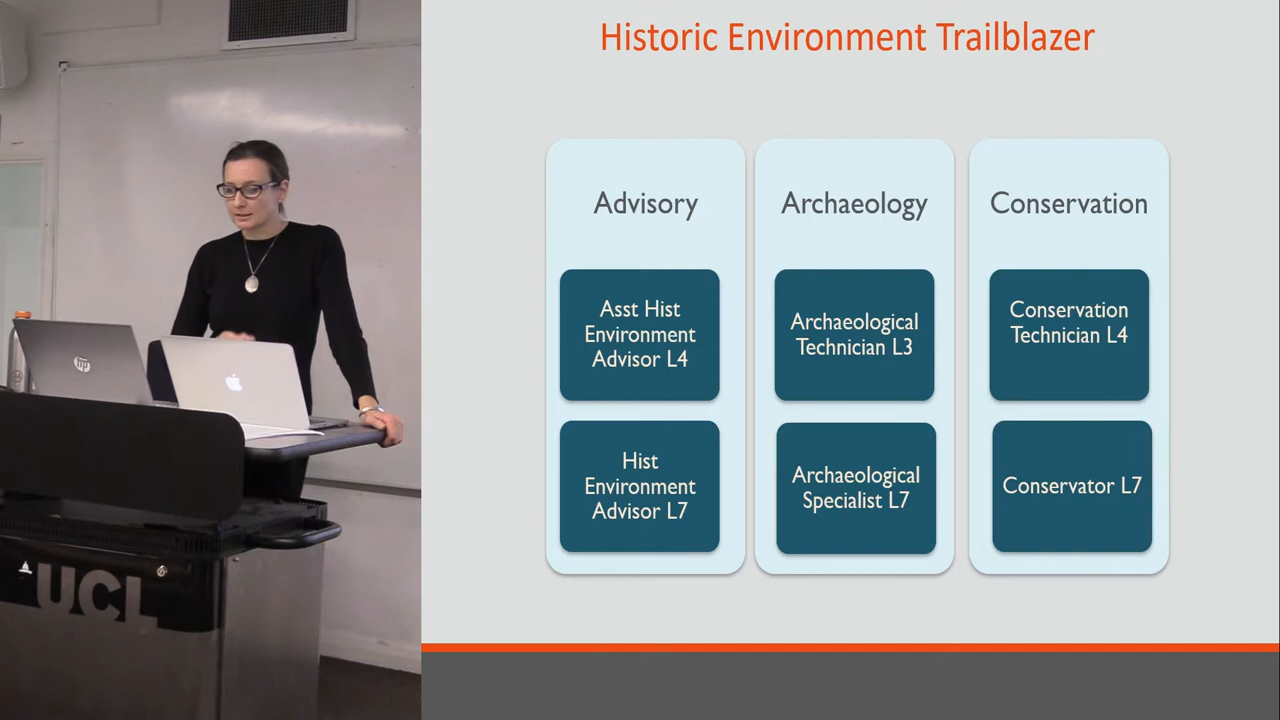 Historic Environment Trailblazer
Advisory
Asst Hist
Environment
Advisor L4
Hist
Environment
Advisor L7
Archaeology
Archaeological
Technician L3
Archaeological
Specialist L7
Conservation
Conservation
Technician L4
Conservator L7
hp
UCL